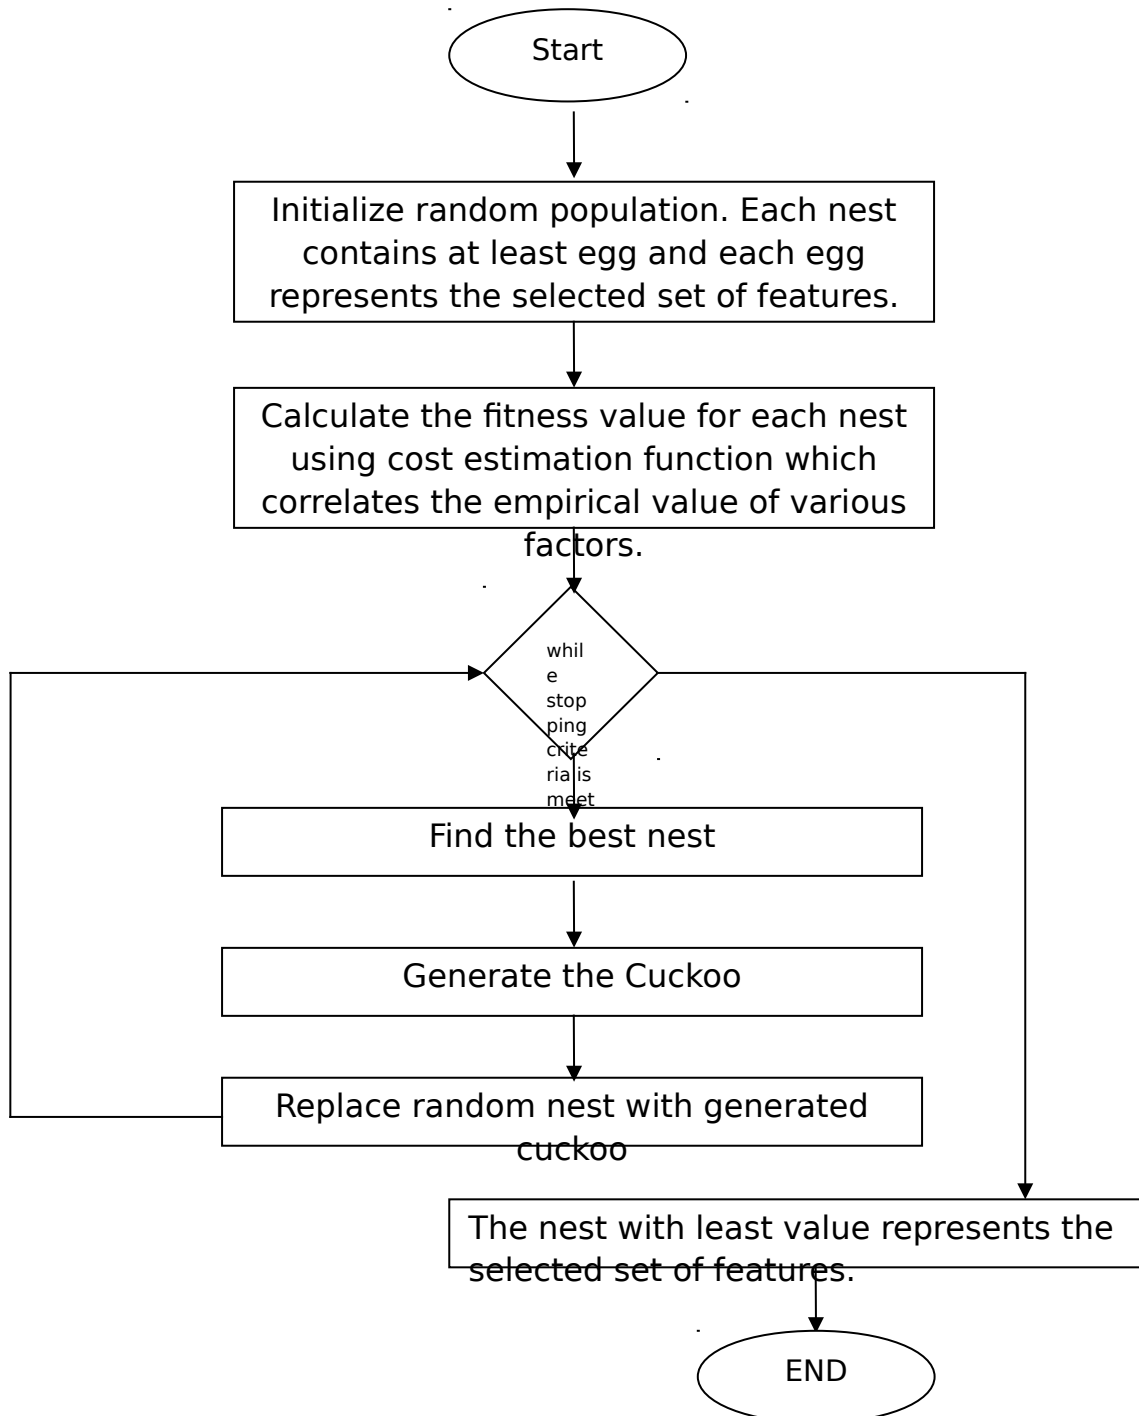 Start
Initialize random population. Each nest
contains at least egg and each egg
represents the selected set of features.
Calculate the fitness value for each nest
using cost estimation function which
correlates the empirical value of various
factors.
whil
e
stop
ping
crite
ria is
meet
Find the best nest
Generate the Cuckoo
Replace random nest with generated
cuckoo
The nest with least value represents the
selected set of features.
END